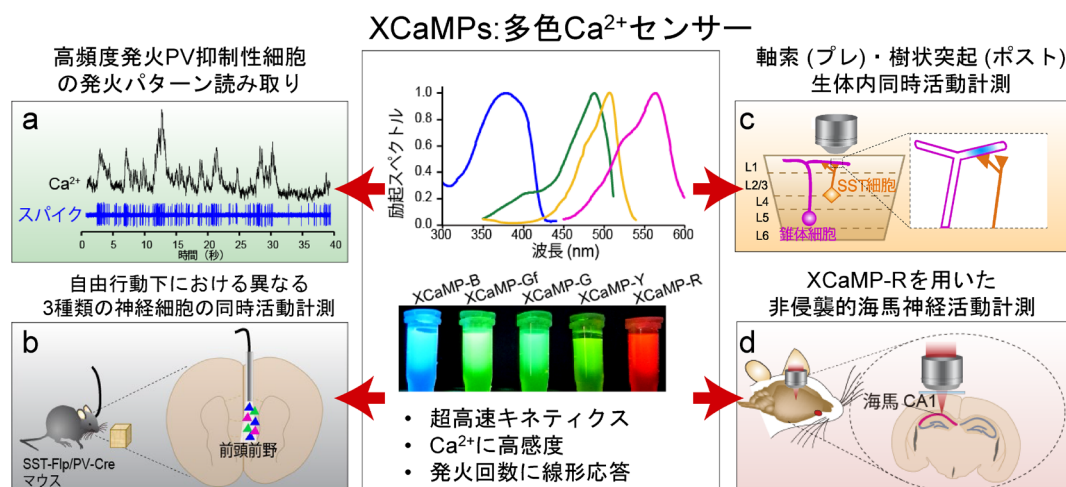 XCaMPs:多色Ca²⁺センサー
高頻度発火PV抑制性細胞
の発火パターン読み取り
a
Ca²⁺
スパイク
0
5
10
15
20
25
30
35
40
時間 (秒)
自由行動下における異なる
3種類の神経細胞の同時活動計測
b
前頭前野
SST-Flp/PV-Cre
マウス
励起スペクトル
1.0
0.8
0.6
0.4
0.2
0.0
300
350
400
450
500
550
600
波長 (nm)
XCaMP-B
XCaMP-Gf
XCaMP-G
XCaMP-Y
XCaMP-R
• 超高速キネティクス
• Ca²⁺に高感度
• 発火回数に線形応答
軸索 (プレ)・樹状突起 (ポスト)
生体内同時活動計測
c
L1
L2/3
L4
L5
L6
SST細胞
錐体細胞
XCaMP-Rを用いた
非侵襲的海馬神経活動計測
d
海馬 CA1